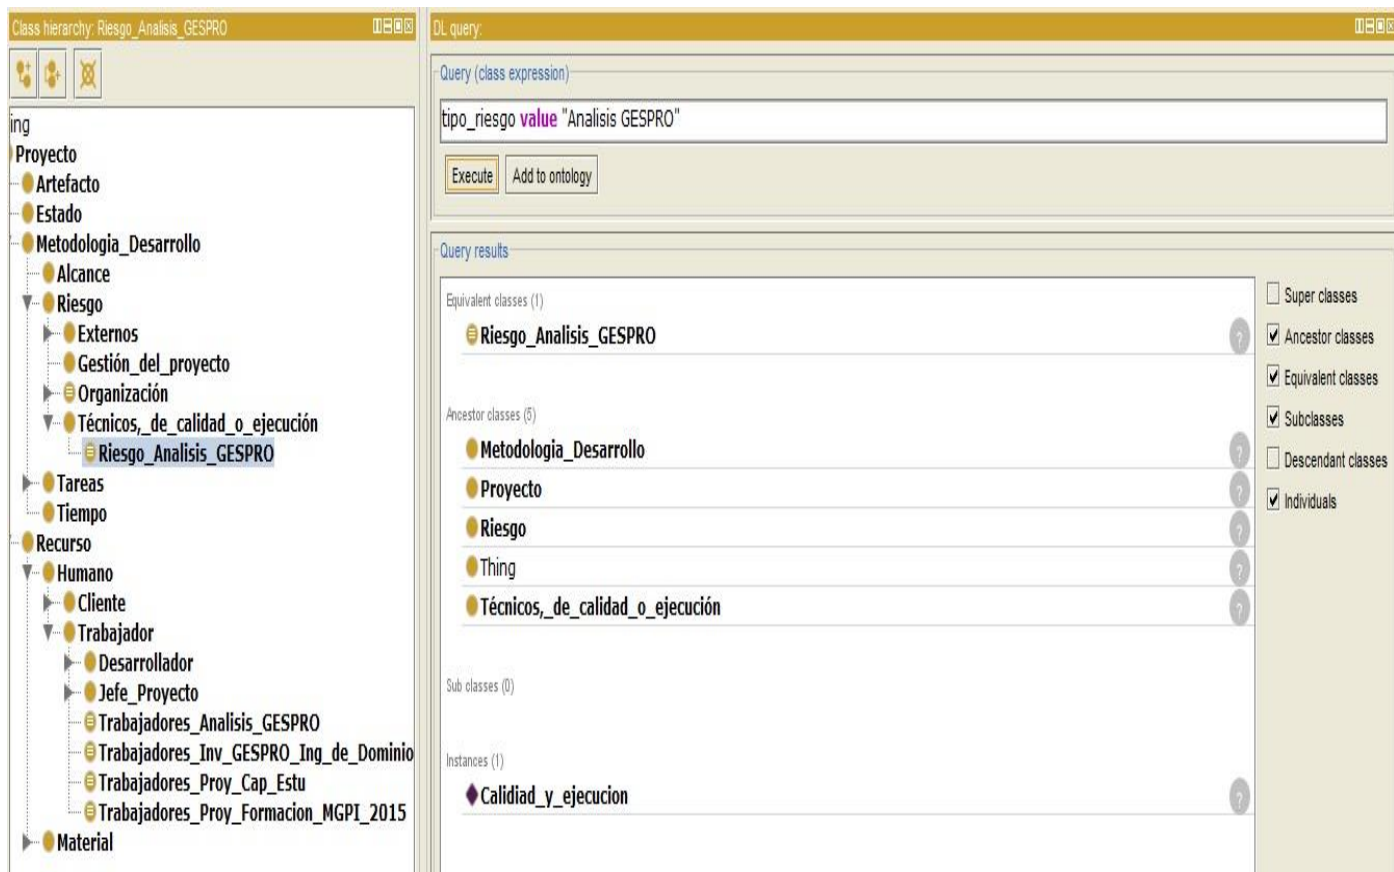 Class hierarchy: Riesgo_Analisis_GESPRO
ing
Proyecto
Artefacto
Estado
Metodologia_Desarrollo
Alcance
Riesgo
Externos
Gestión_del_proyecto
Organización
Técnicos,_de_calidad_o_ejecución
Riesgo_Analisis_GESPRO
Tareas
Tiempo
Recurso
Humano
Cliente
Trabajador
Desarrollador
Jefe_Proyecto
Trabajadores_Analisis_GESPRO
Trabajadores_Inv_GESPRO_Ing_de_Dominio
Trabajadores_Proy_Cap_Estu
Trabajadores_Proy_Formacion_MGPI_2015
Material
DL query:
Query (class expression)
tipo_riesgo value "Analisis GESPRO"
Execute Add to ontology
Query results
Equivalent classes (1)
Riesgo_Analisis_GESPRO ?
Ancestor classes (5)
Metodologia_Desarrollo ?
Proyecto ?
Riesgo ?
Thing ?
Técnicos,_de_calidad_o_ejecución ?
Sub classes (0)
Instances (1)
Calidiad_y_ejecucion ?
Super classes
Ancestor classes
Equivalent classes
Subclasses
Descendant classes
Individuals